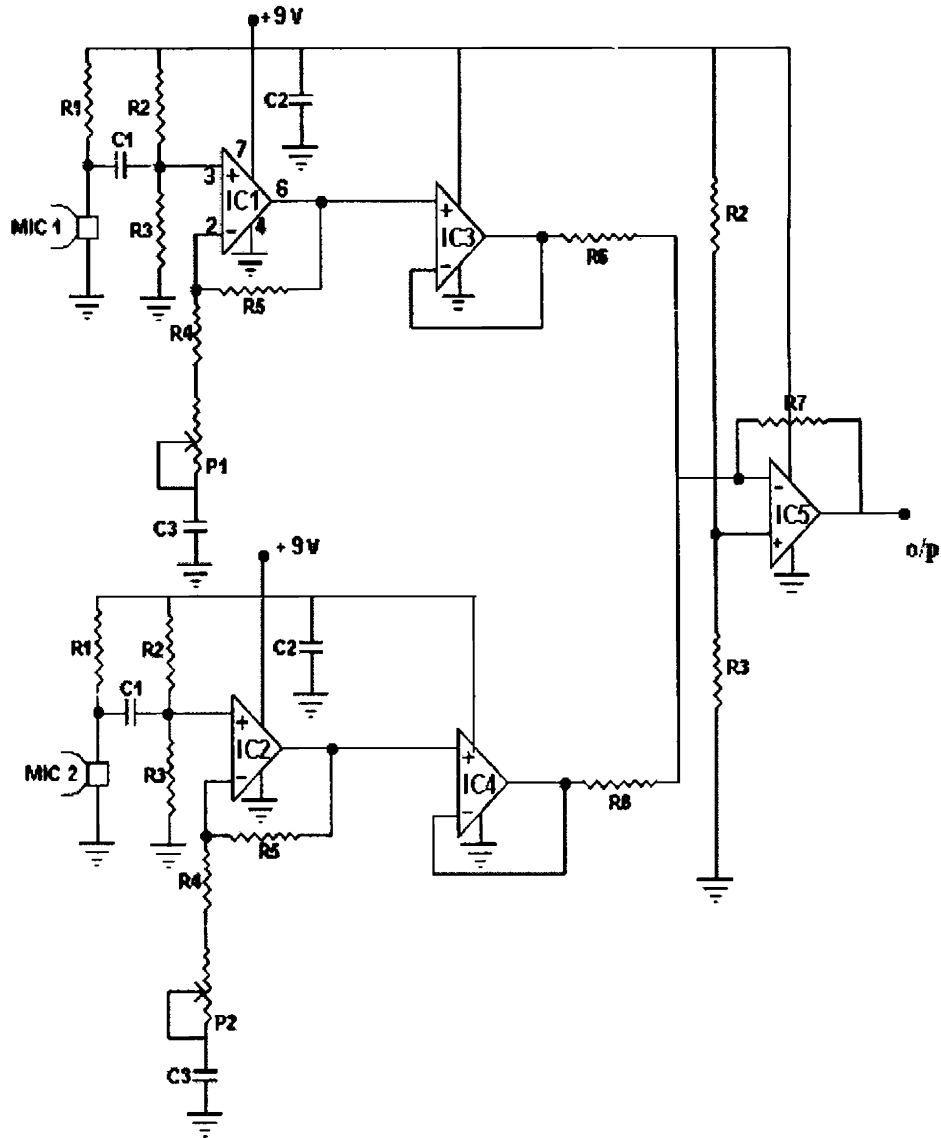 +9V
R1
R2
C2
C1
7
3
+
IC1
6
MIC 1
R3
2
-
4
+
IC3
-
R6
R2
R5
R4
P1
C3
R7
-
IC5
+
o/p
+9V
R1
R2
C2
R3
C1
+
IC2
-
MIC 2
R3
+
IC4
-
R5
R4
P2
C3